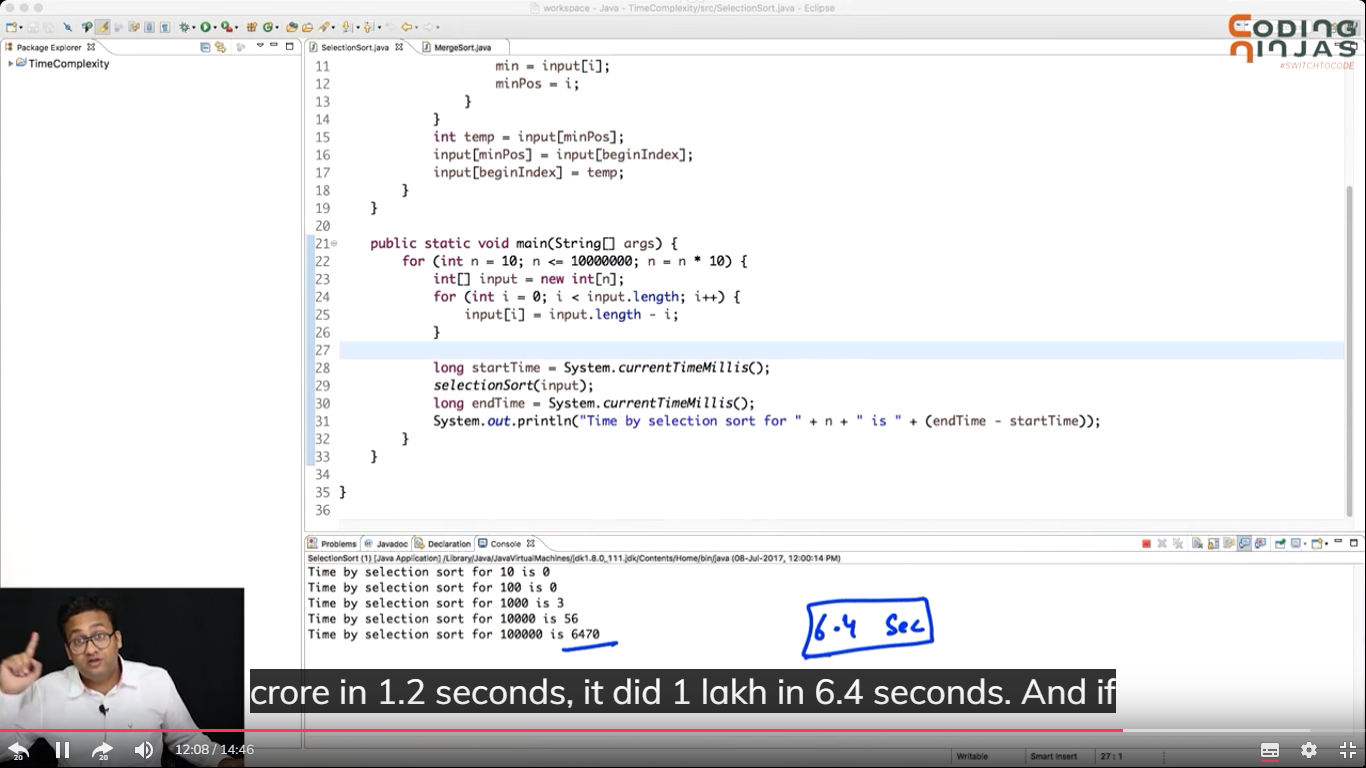 workspace - Java - TimeComplexity/src/SelectionSort.java - Eclipse
CODING
NINJAS
#SWITCHTOCODE
Package Explorer
TimeComplexity
SelectionSort.java
MergeSort.java
11 min = input[i];
12 minPos = i;
13 }
14 }
15 int temp = input[minPos];
16 input[minPos] = input[beginIndex];
17 input[beginIndex] = temp;
18 }
19 }
20
21 public static void main(String[] args) {
22 for (int n = 10; n <= 10000000; n = n * 10) {
23 int[] input = new int[n];
24 for (int i = 0; i < input.length; i++) {
25 input[i] = input.length - i;
26 }
27
28 long startTime = System.currentTimeMillis();
29 selectionSort(input);
30 long endTime = System.currentTimeMillis();
31 System.out.println("Time by selection sort for " + n + " is " + (endTime - startTime));
32 }
33 }
34
35 }
36
Problems Javadoc Declaration Console
SelectionSort (1) [Java Application] /Library/Java/JavaVirtualMachines/jdk1.8.0_111.jdk/Contents/Home/bin/java (08-Jul-2017, 12:00:14 PM)
Time by selection sort for 10 is 0
Time by selection sort for 100 is 0
Time by selection sort for 1000 is 3
Time by selection sort for 10000 is 56
Time by selection sort for 100000 is 6470
6.4 Sec
crore in 1.2 seconds, it did 1 lakh in 6.4 seconds. And if
20
20
12:08 / 14:46
Writable Smart Insert 27 : 1